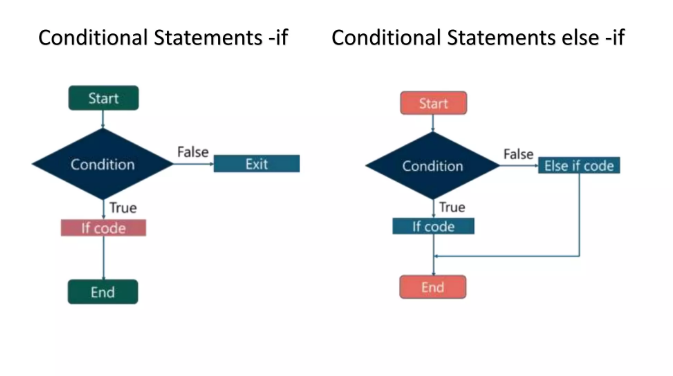 Conditional Statements -if
Start
Condition
False
Exit
True
If code
End
Conditional Statements else -if
Start
Condition
False
Else if code
True
If code
End